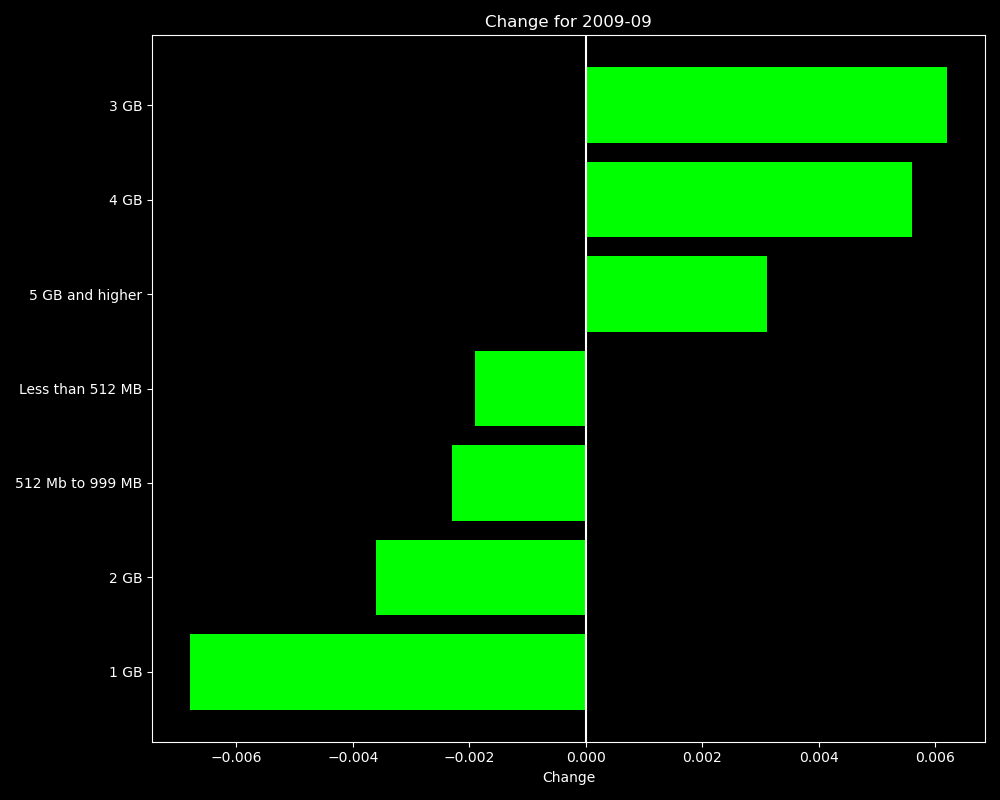 Change for 2009-09
3 GB
4 GB
5 GB and higher
Less than 512 MB
512 Mb to 999 MB
2 GB
1 GB
−0.006 −0.004 −0.002 0.000 0.002 0.004 0.006
Change